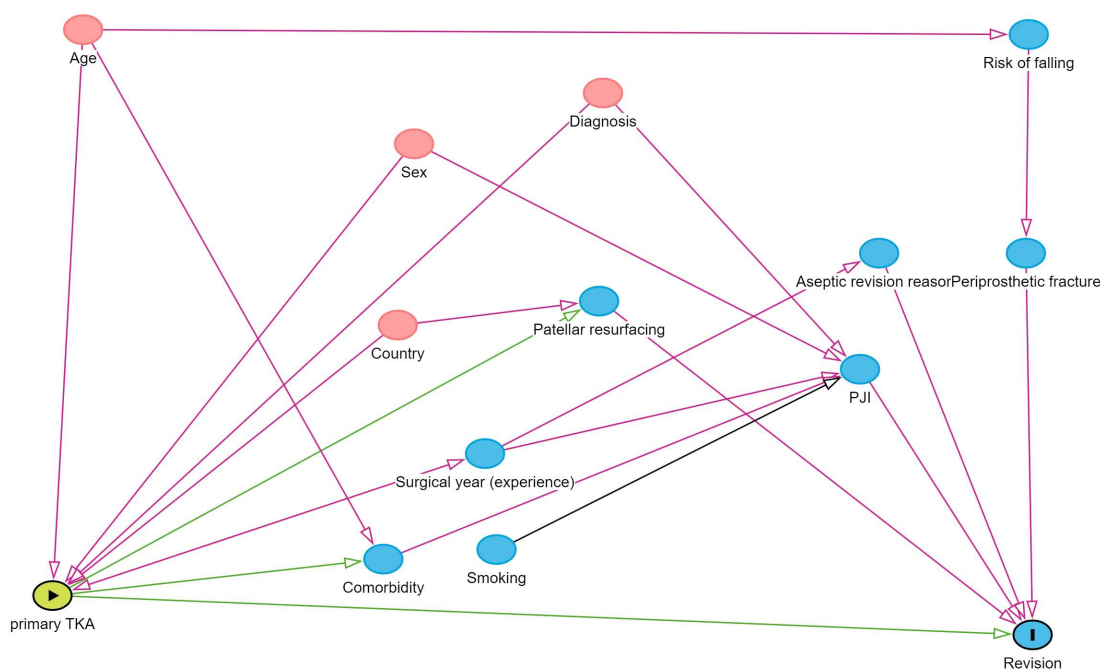 Age
Risk of falling
Diagnosis
Sex
Aseptic revision reason
Periprosthetic fracture
Patellar resurfacing
Country
PJI
Surgical year (experience)
Smoking
Comorbidity
primary TKA
Revision